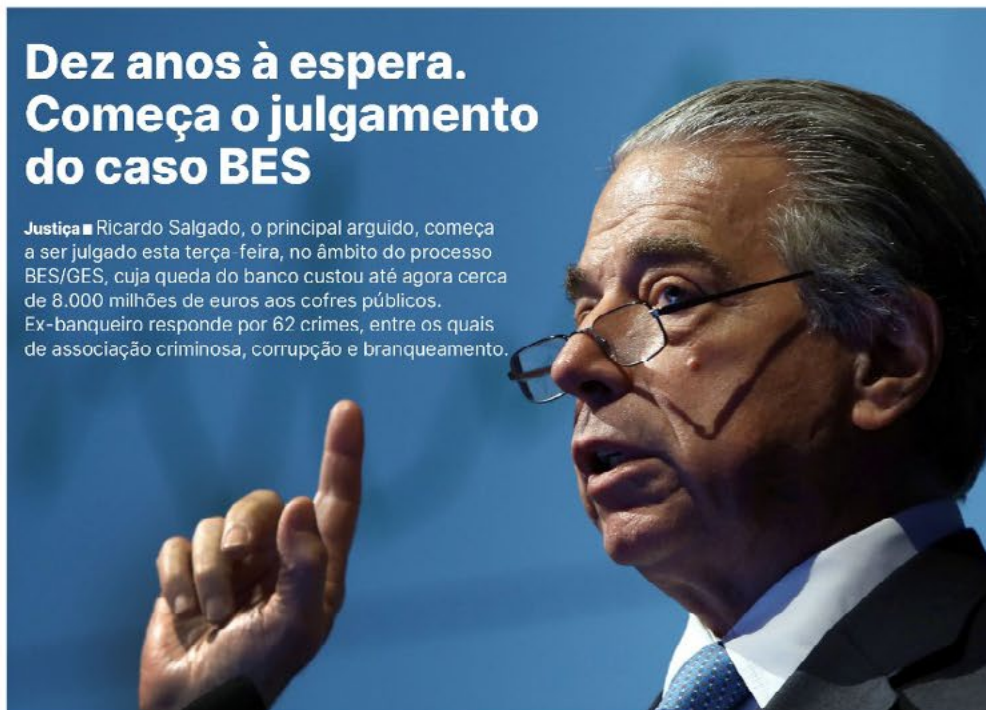 Dez anos à espera.
Começa o julgamento
do caso BES
Justiça ■ Ricardo Salgado, o principal arguido, começa
a ser julgado esta terça-feira, no âmbito do processo
BES/GES, cuja queda do banco custou até agora cerca
de 8.000 milhões de euros aos cofres públicos.
Ex-banqueiro responde por 62 crimes, entre os quais
de associação criminosa, corrupção e branqueamento.